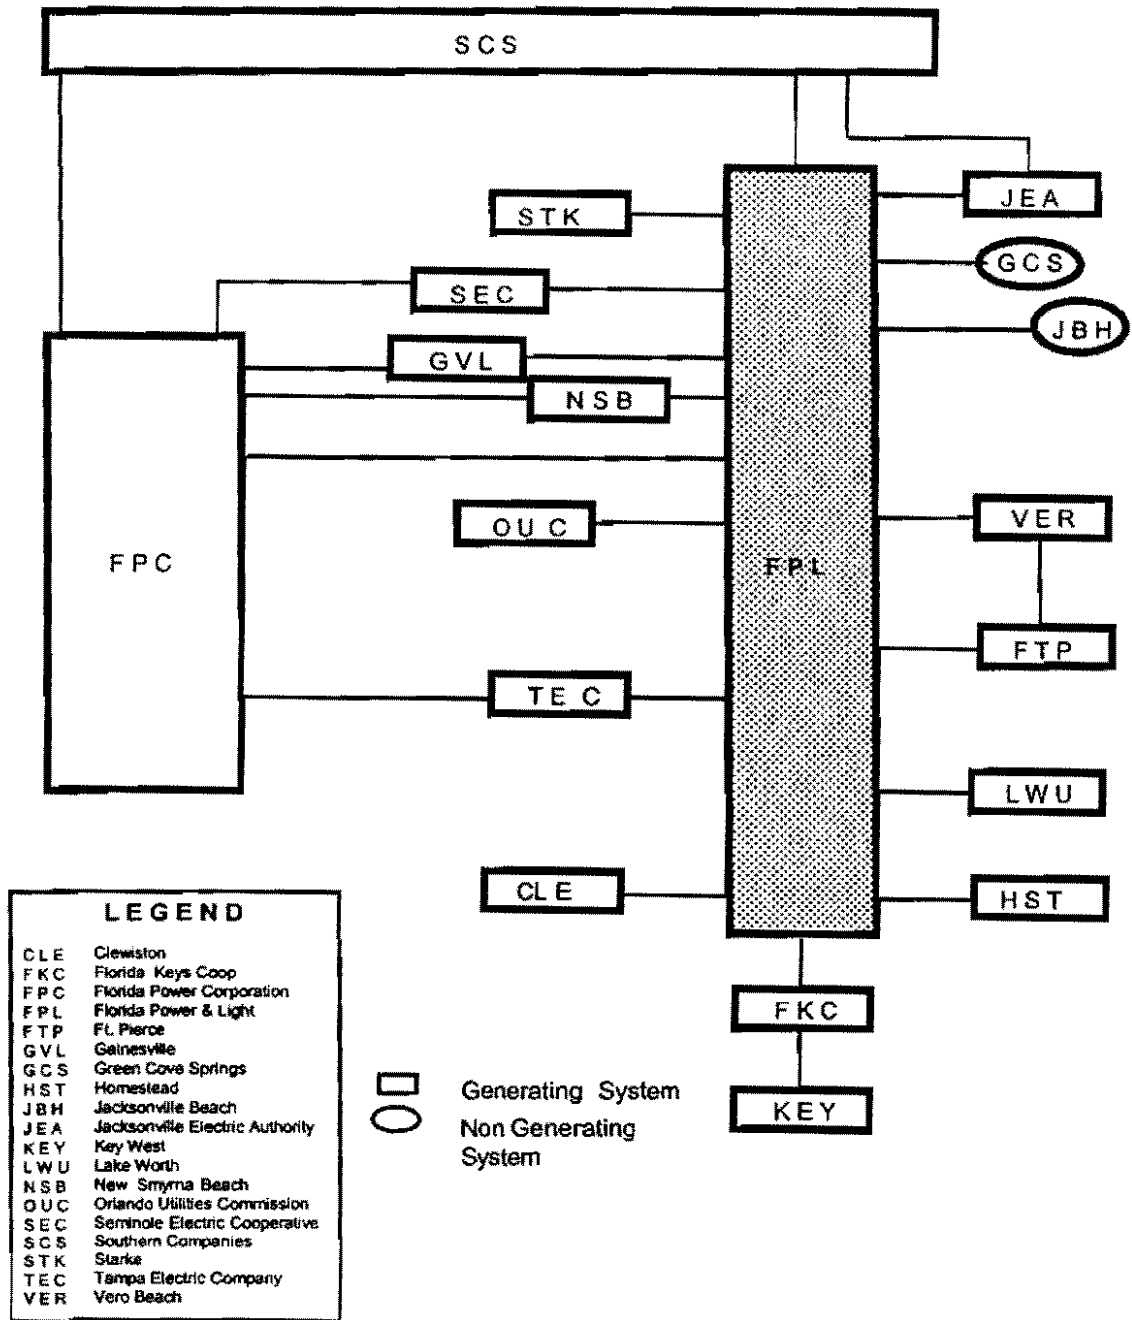 SCS
STK
JEA
GCS
SEC
JBH
GVL
NSB
OUC
VER
FPC
FPL
FTP
TEC
LWU
CLE
HST
FKC
KEY
LEGEND
CLE Clewiston
FKC Florida Keys Coop
FPC Florida Power Corporation
FPL Florida Power & Light
FTP Ft. Pierce
GVL Gainesville
GCS Green Cove Springs
HST Homestead
JBH Jacksonville Beach
JEA Jacksonville Electric Authority
KEY Key West
LWU Lake Worth
NSB New Smyrna Beach
OUC Orlando Utilities Commission
SEC Seminole Electric Cooperative
SCS Southern Companies
STK Starke
TEC Tampa Electric Company
VER Vero Beach
Generating System
Non Generating
System